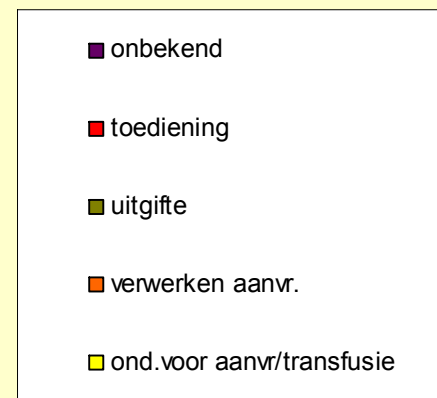 onbekend
toediening
uitgifte
verwerken aanvr.
ond.voor aanvr/transfusie